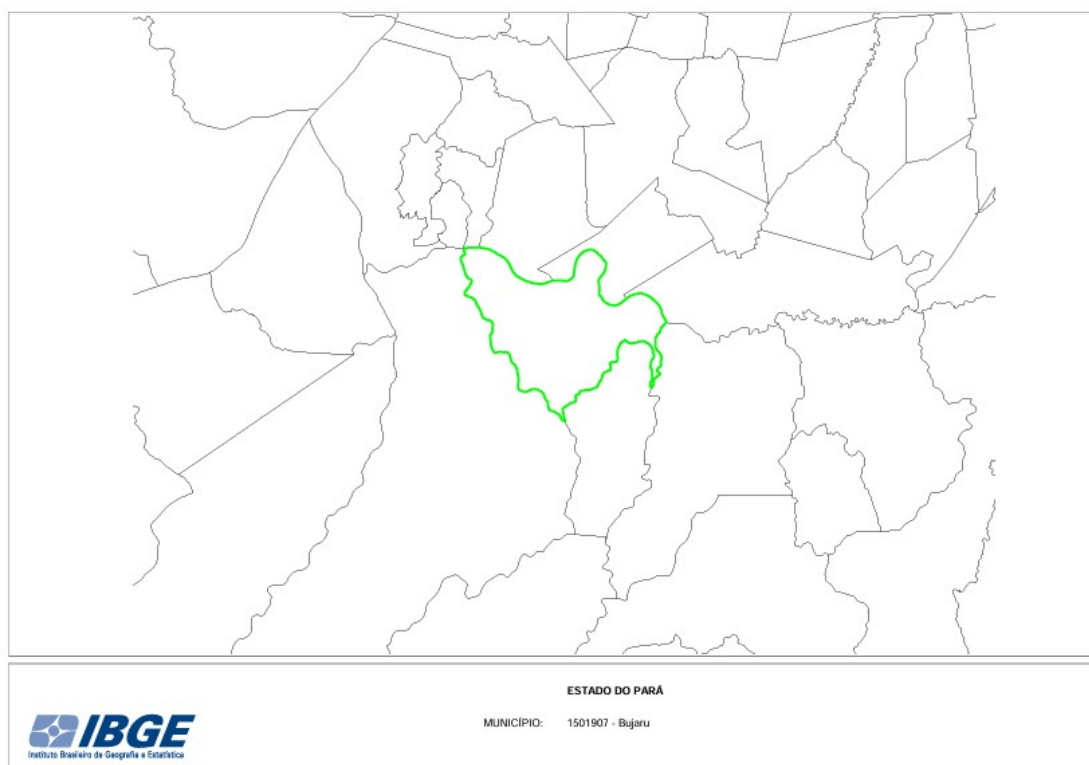 ESTADO DO PARÁ
MUNICÍPIO: 1501907 - Bujaru
IBGE
Instituto Brasileiro de Geografia e Estatística